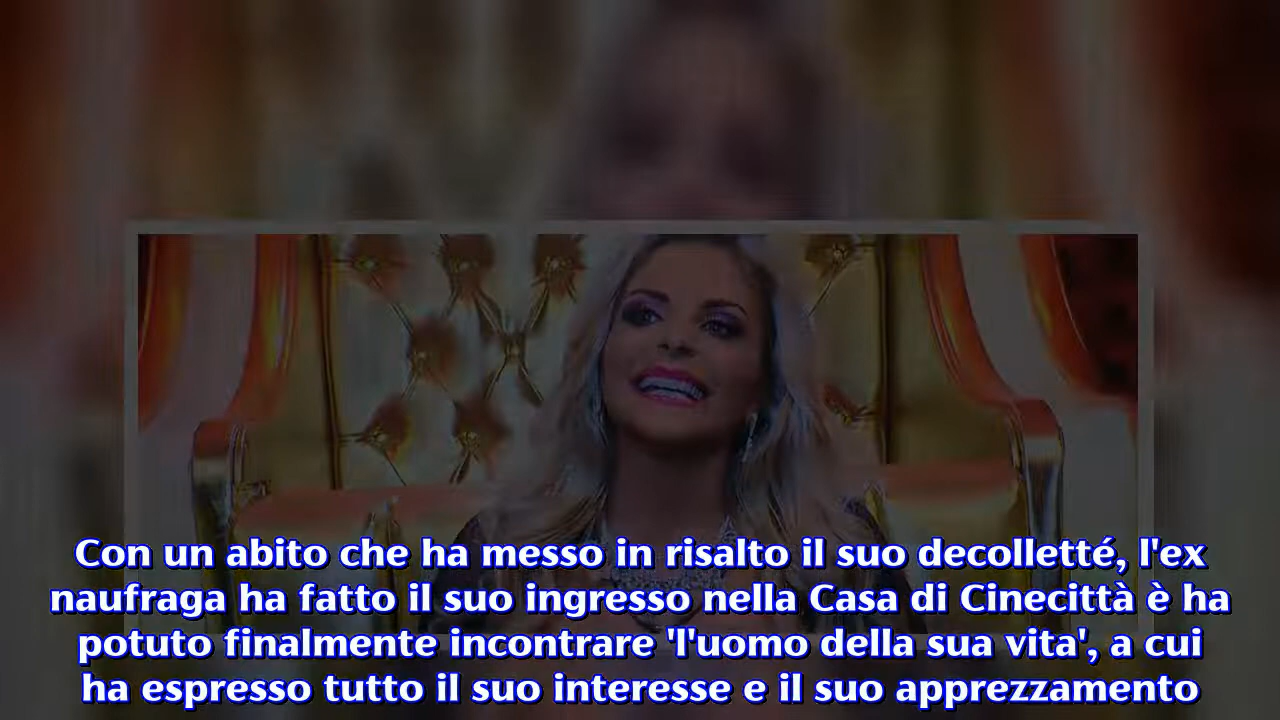 Con un abito che ha messo in risalto il suo decolletté, l'ex
naufraga ha fatto il suo ingresso nella Casa di Cinecittà è ha
potuto finalmente incontrare 'l'uomo della sua vita', a cui
ha espresso tutto il suo interesse e il suo apprezzamento